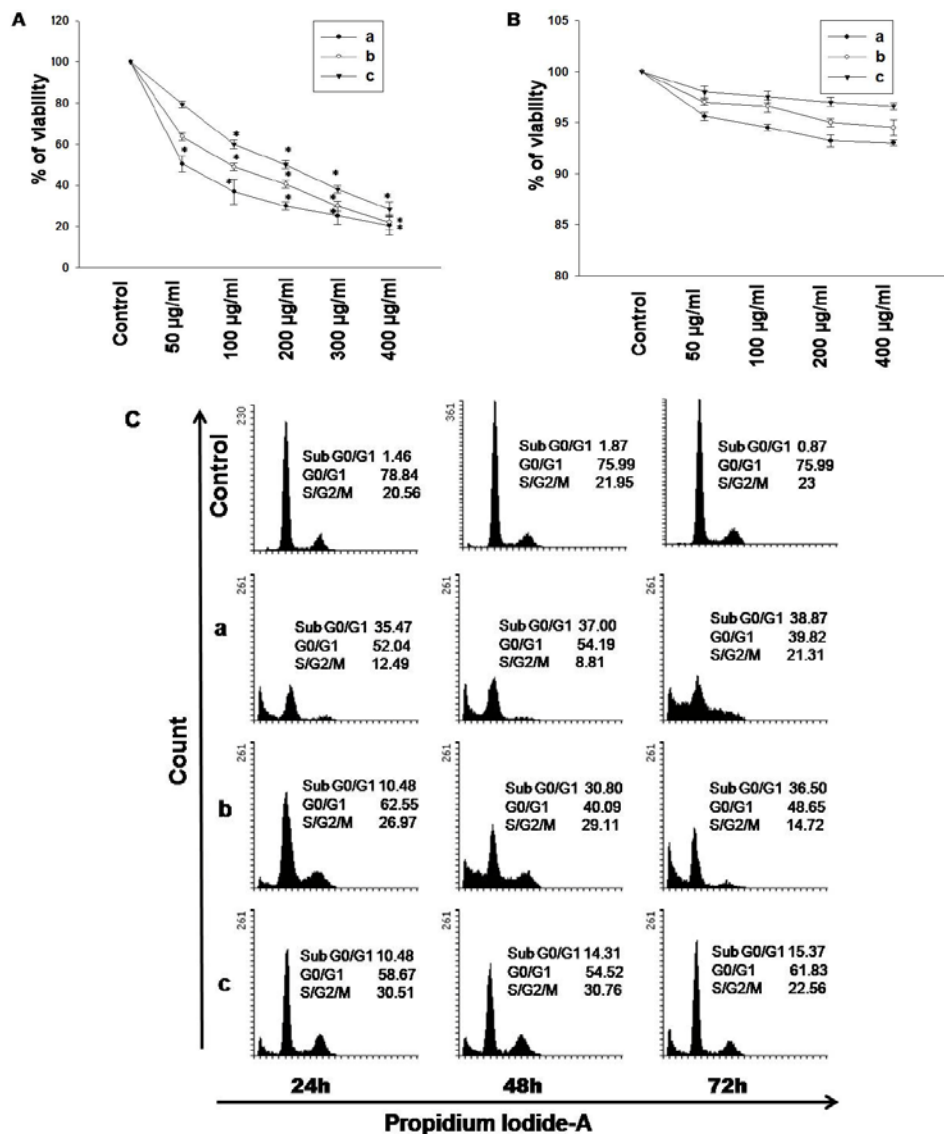 A
% of viability
120
100
80
60
40
20
0
a
b
c
* * * *
* * * *
* * * * *
Control
50 µg/ml
100 µg/ml
200 µg/ml
300 µg/ml
400 µg/ml
B
% of viability
105
100
95
90
85
80
a
b
c
Control
50 µg/ml
100 µg/ml
200 µg/ml
400 µg/ml
C
Count
Control
230
Sub G0/G1 1.46
G0/G1 78.84
S/G2/M 20.56
361
Sub G0/G1 1.87
G0/G1 75.99
S/G2/M 21.95
Sub G0/G1 0.87
G0/G1 75.99
S/G2/M 23
a
261
Sub G0/G1 35.47
G0/G1 52.04
S/G2/M 12.49
261
Sub G0/G1 37.00
G0/G1 54.19
S/G2/M 8.81
261
Sub G0/G1 38.87
G0/G1 39.82
S/G2/M 21.31
b
261
Sub G0/G1 10.48
G0/G1 62.55
S/G2/M 26.97
261
Sub G0/G1 30.80
G0/G1 40.09
S/G2/M 29.11
261
Sub G0/G1 36.50
G0/G1 48.65
S/G2/M 14.72
c
261
Sub G0/G1 10.48
G0/G1 58.67
S/G2/M 30.51
261
Sub G0/G1 14.31
G0/G1 54.52
S/G2/M 30.76
261
Sub G0/G1 15.37
G0/G1 61.83
S/G2/M 22.56
24h
48h
72h
Propidium Iodide-A